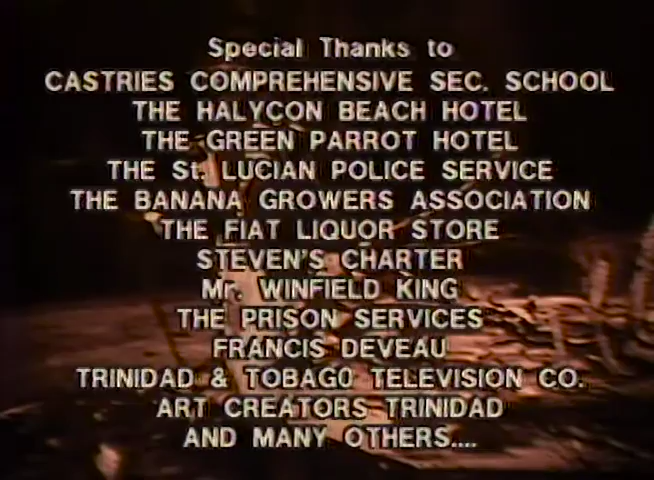 Special Thanks to
CASTRIES COMPREHENSIVE SEC. SCHOOL
THE HALYCON BEACH HOTEL
THE GREEN PARROT HOTEL
THE St. LUCIAN POLICE SERVICE
THE BANANA GROWERS ASSOCIATION
THE FIAT LIQUOR STORE
STEVEN'S CHARTER
Mr. WINFIELD KING
THE PRISON SERVICES
FRANCIS DEVEAU
TRINIDAD & TOBAGO TELEVISION CO.
ART CREATORS TRINIDAD
AND MANY OTHERS....